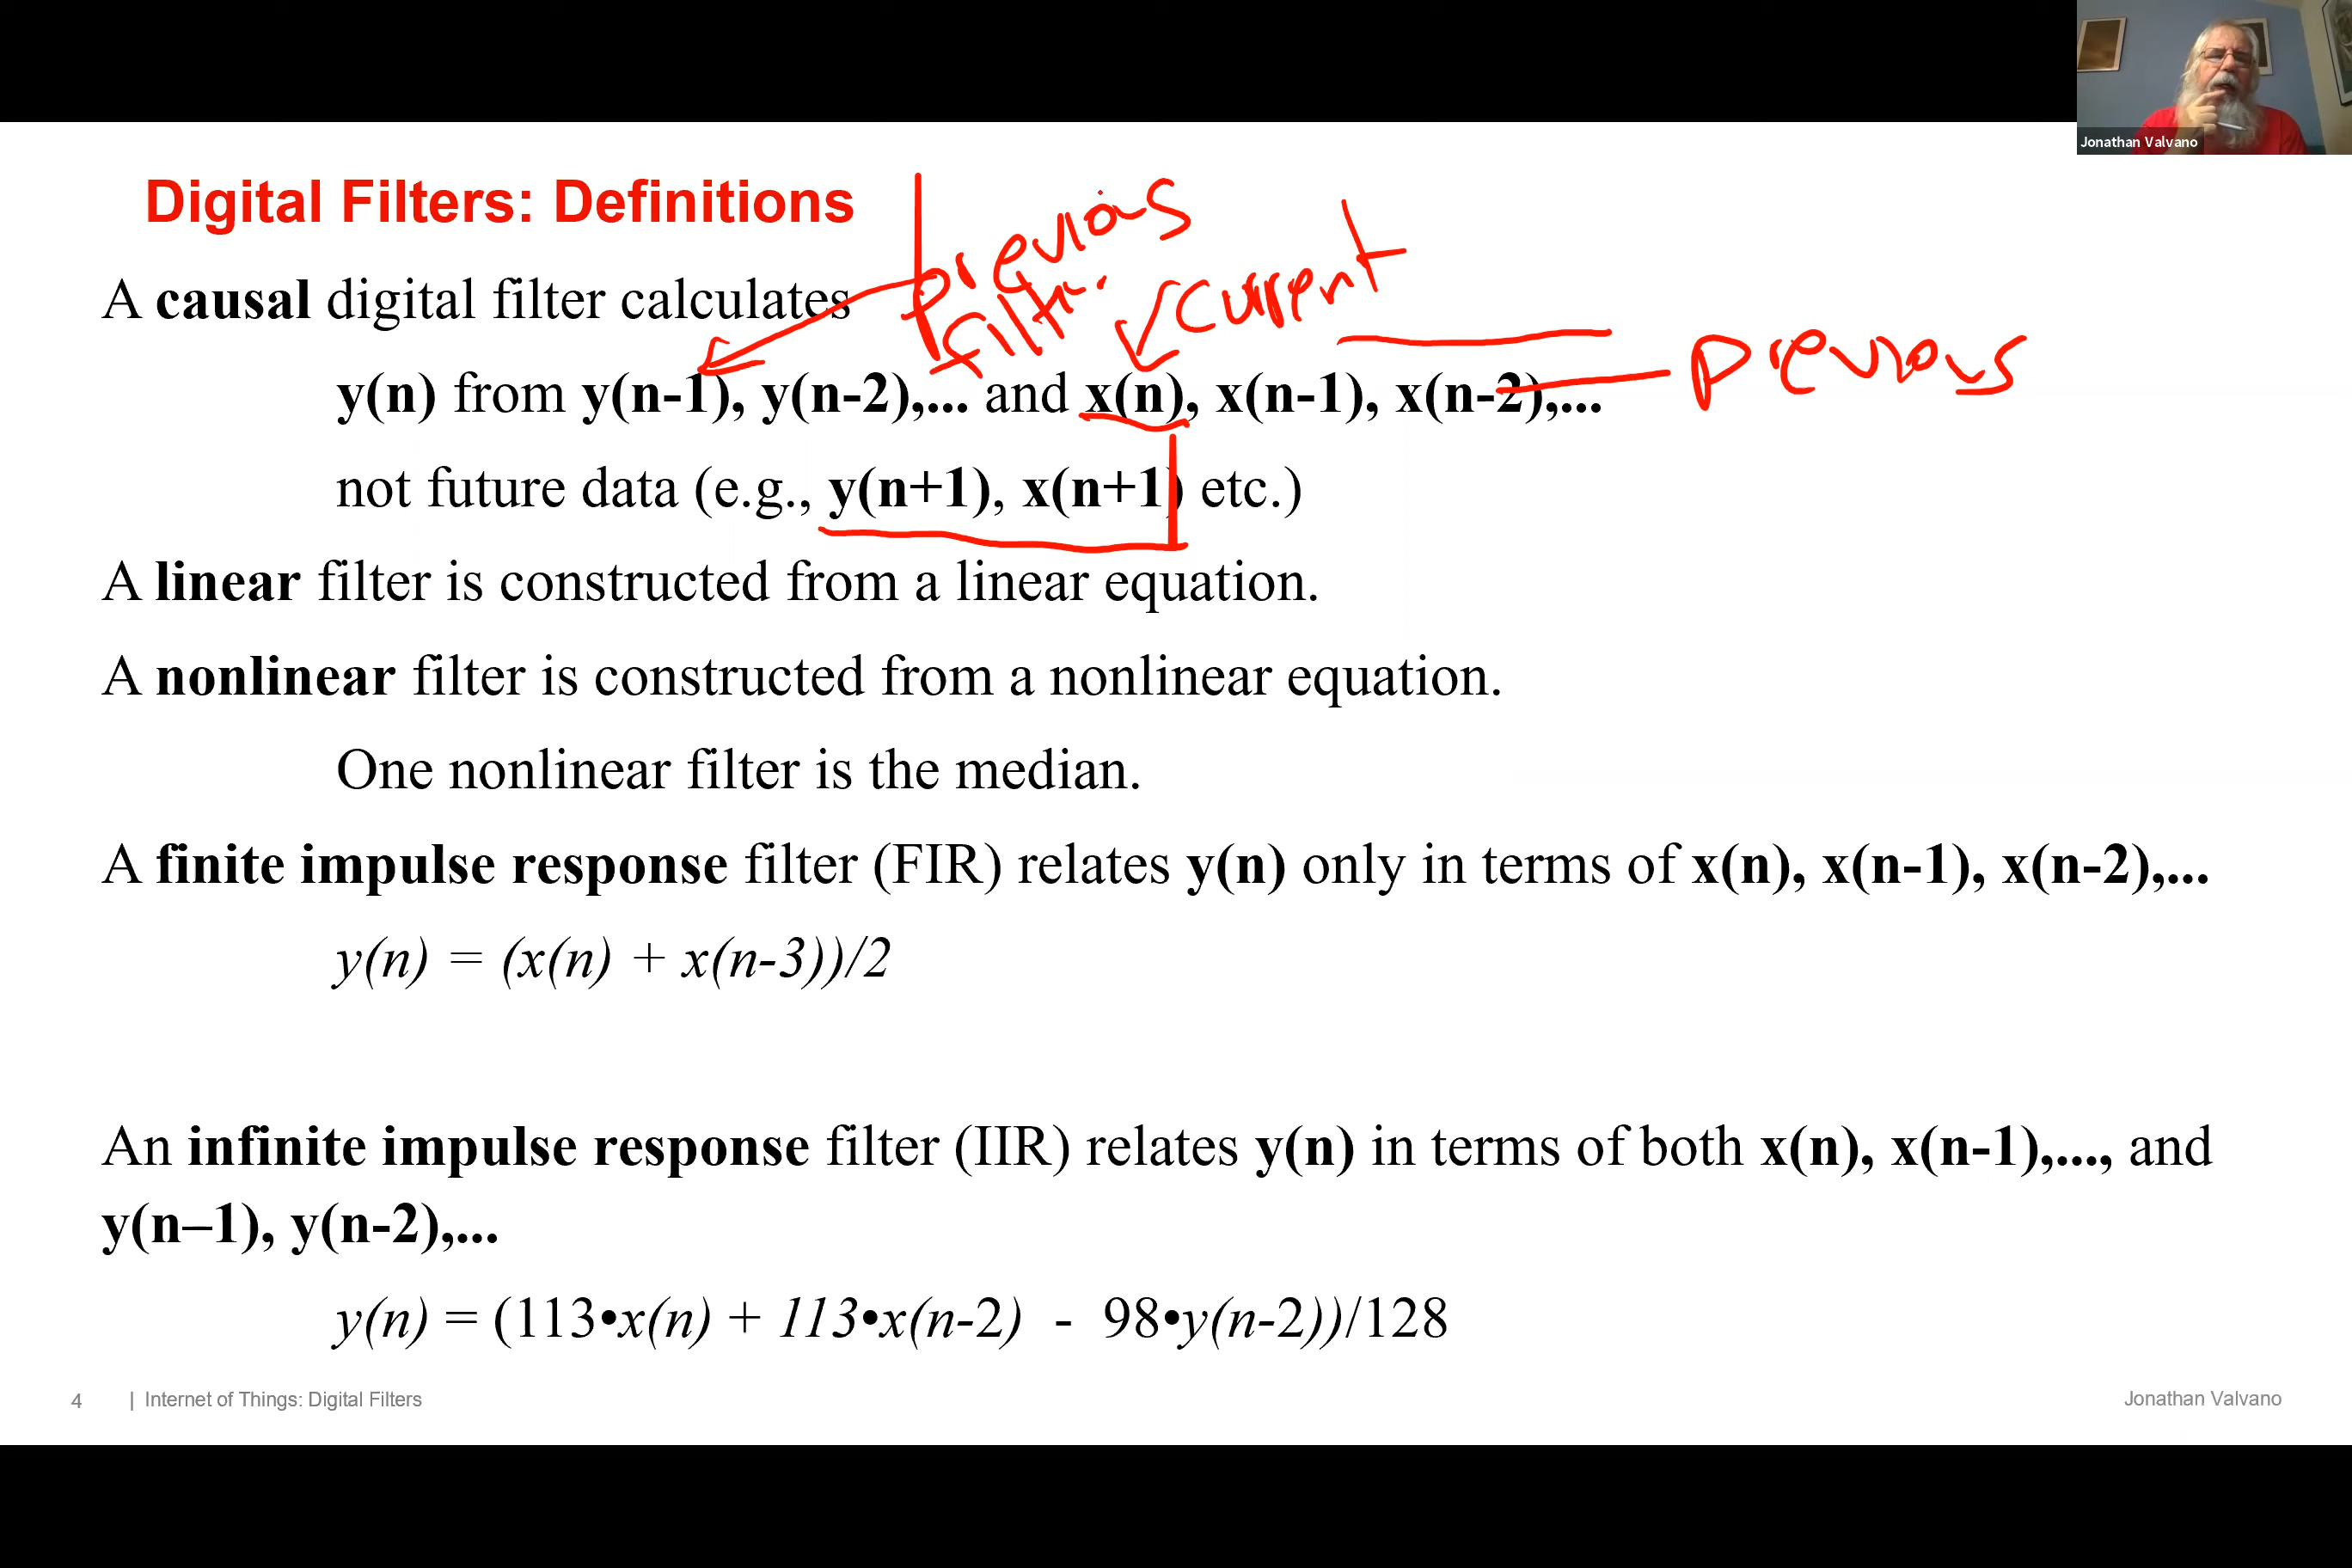 Jonathan Valvano
Digital Filters: Definitions
previous
filter
current
previous
A causal digital filter calculates
y(n) from y(n-1), y(n-2),... and x(n), x(n-1), x(n-2),...
not future data (e.g., y(n+1), x(n+1) etc.)
A linear filter is constructed from a linear equation.
A nonlinear filter is constructed from a nonlinear equation.
One nonlinear filter is the median.
A finite impulse response filter (FIR) relates y(n) only in terms of x(n), x(n-1), x(n-2),...
y(n) = (x(n) + x(n-3))/2
An infinite impulse response filter (IIR) relates y(n) in terms of both x(n), x(n-1),..., and
y(n–1), y(n-2),...
y(n) = (113•x(n) + 113•x(n-2) - 98•y(n-2))/128
4 | Internet of Things: Digital Filters
Jonathan Valvano